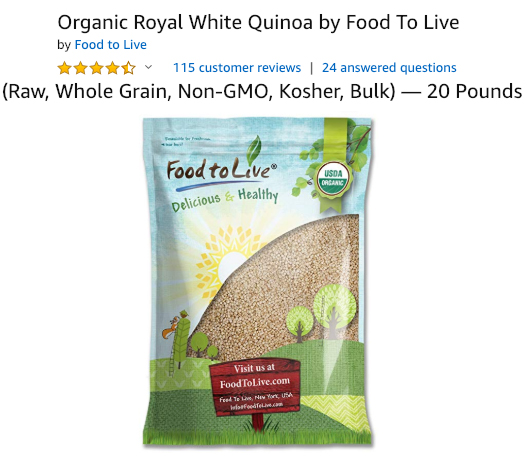 Organic Royal White Quinoa by Food To Live
by Food to Live
115 customer reviews | 24 answered questions
(Raw, Whole Grain, Non-GMO, Kosher, Bulk) — 20 Pounds
Food to Live®
Delicious & Healthy
USDA
ORGANIC
Visit us at
FoodToLive.com
Food To Live, New York, USA
info@FoodToLive.com